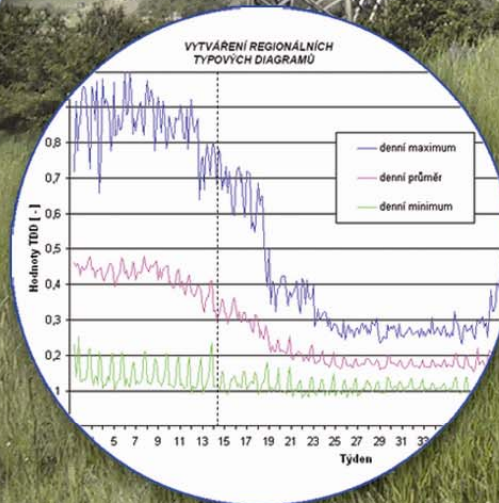 VYTVÁŘENÍ REGIONÁLNÍCH
TYPOVÝCH DIAGRAMŮ
denní maximum
denní průměr
denní minimum
Hodnoty TDD [ - ]
0,8
0,7
0,6
0,5
0,4
0,3
0,2
1
5 7 9 11 13 15 17 19 21 23 25 27 29 31 33
Týden